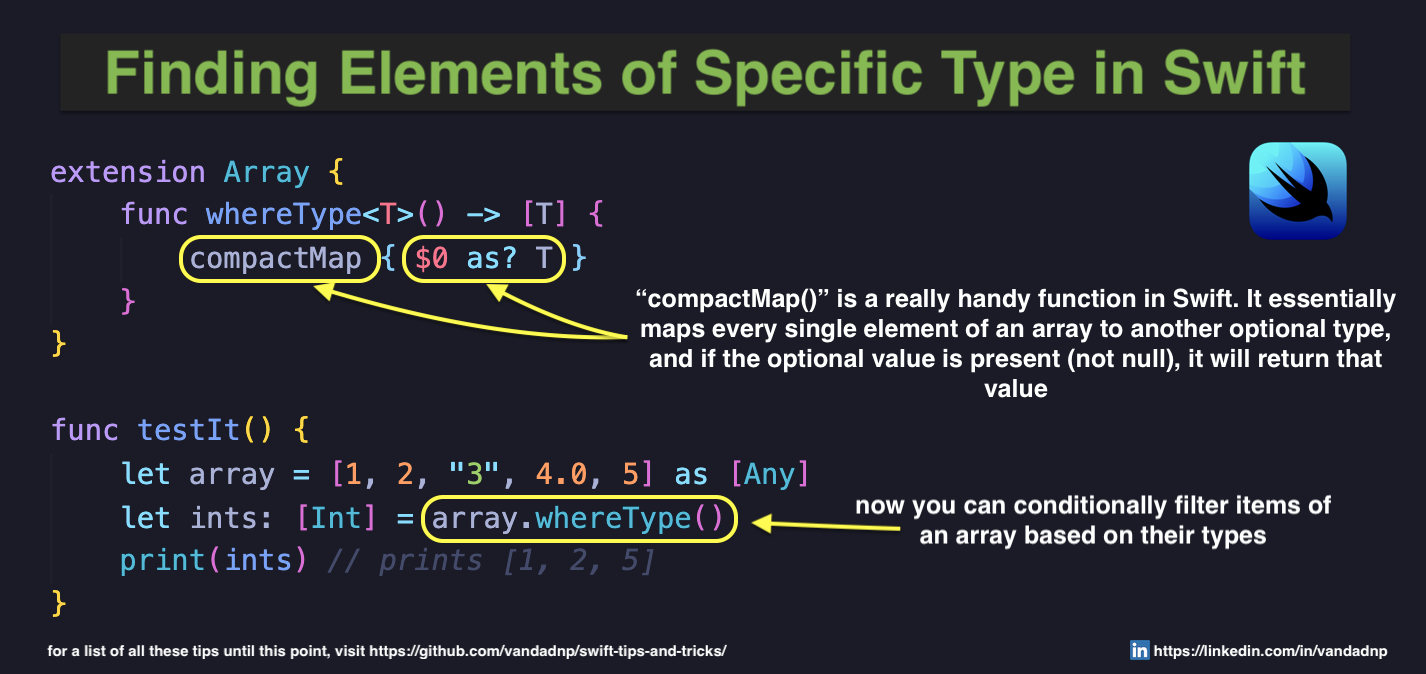 Finding Elements of Specific Type in Swift
extension Array {
    func whereType<T>() -> [T] {
        compactMap { $0 as? T }
    }
}
“compactMap()” is a really handy function in Swift. It essentially
maps every single element of an array to another optional type,
and if the optional value is present (not null), it will return that
value
func testIt() {
    let array = [1, 2, "3", 4.0, 5] as [Any]
    let ints: [Int] = array.whereType()
    print(ints) // prints [1, 2, 5]
}
now you can conditionally filter items of
an array based on their types
for a list of all these tips until this point, visit https://github.com/vandadnp/swift-tips-and-tricks/
in https://linkedin.com/in/vandadnp